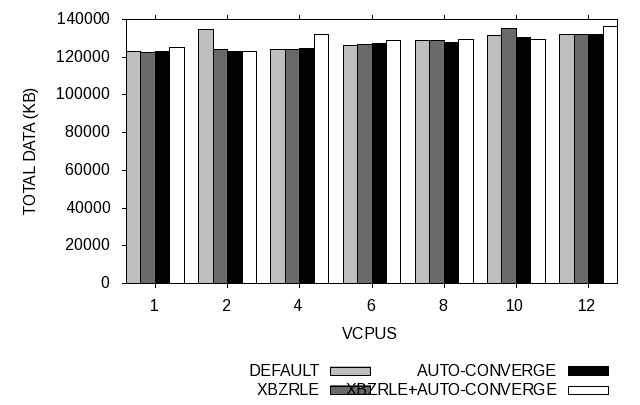 140000
120000
100000
80000
60000
40000
20000
0
TOTAL DATA (KB)
1 2 4 6 8 10 12
VCPUS
DEFAULT AUTO-CONVERGE
XBZRLE XBZRLE+AUTO-CONVERGE